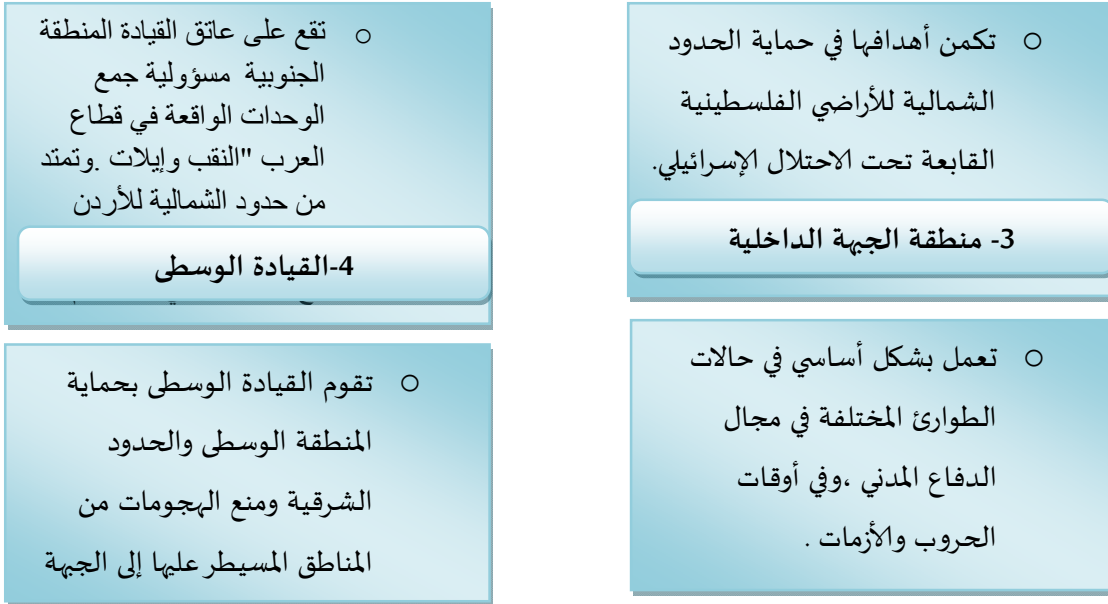 تكمن أهدافها في حماية الحدود
الشمالية للأراضي الفلسطينية
القابعة تحت الاحتلال الإسرائيلي.
3- منطقة الجبهة الداخلية
تعمل بشكل أساسي في حالات
الطوارئ المختلفة في مجال
الدفاع المدني ،وفي أوقات
الحروب والأزمات .
تقع على عاتق القيادة المنطقة
الجنوبية مسؤولية جمع
الوحدات الواقعة في قطاع
العرب "النقب وإيلات .وتمتد
من حدود الشمالية للأردن
4-القيادة الوسطى
تقوم القيادة الوسطى بحماية
المنطقة الوسطى والحدود
الشرقية ومنع الهجومات من
المناطق المسيطر عليها إلى الجبهة